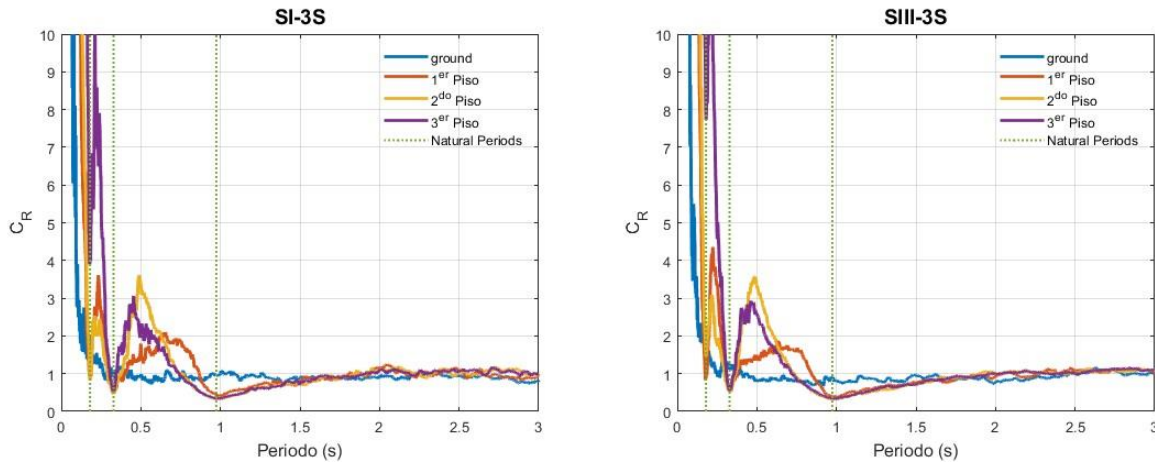 SI-3S
10
9
8
7
6
5
4
3
2
1
0
C_R
0 0.5 1 1.5 2 2.5 3
Periodo (s)
ground
1^er Piso
2^do Piso
3^er Piso
Natural Periods
SIII-3S
10
9
8
7
6
5
4
3
2
1
0
C_R
0 0.5 1 1.5 2 2.5 3
Periodo (s)
ground
1^er Piso
2^do Piso
3^er Piso
Natural Periods